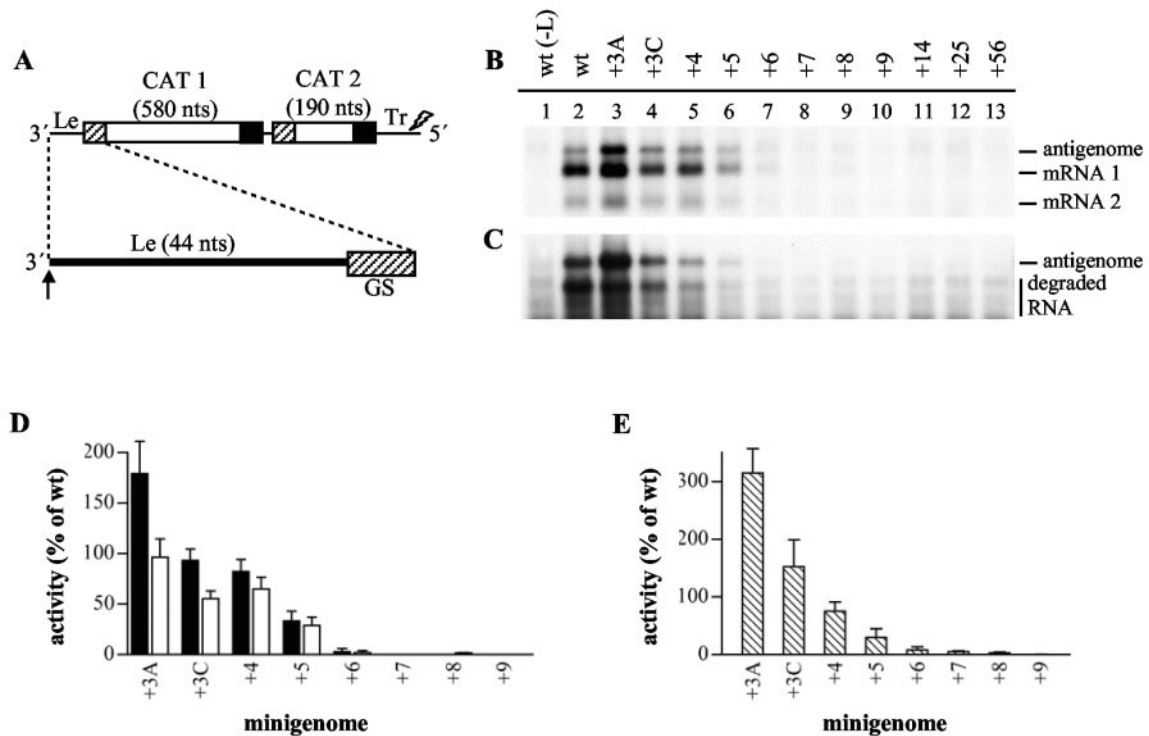 A
CAT 1
(580 nts)
CAT 2
(190 nts)
Le
Tr
3´
5´
Le (44 nts)
3´
GS
B
wt (-L)
wt
+3A
+3C
+4
+5
+6
+7
+8
+9
+14
+25
+56
1 2 3 4 5 6 7 8 9 10 11 12 13
antigenome
mRNA 1
mRNA 2
C
antigenome
degraded
RNA
D
activity (% of wt)
200
150
100
50
0
+3A
+3C
+4
+5
+6
+7
+8
+9
minigenome
E
activity (% of wt)
300
200
100
0
+3A
+3C
+4
+5
+6
+7
+8
+9
minigenome